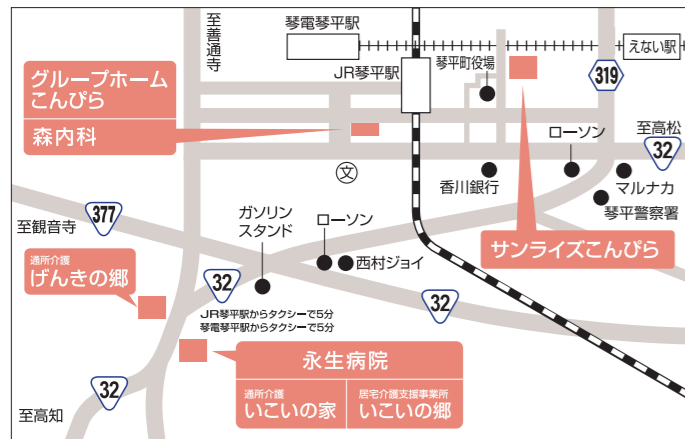 至善通寺
琴電琴平駅
えない駅
JR琴平駅
琴平町役場
319
グループホーム
こんぴら
森内科
ローソン
至高松
32
文
香川銀行
マルナカ
琴平警察署
377
至観音寺
ガソリン
スタンド
ローソン
西村ジョイ
サンライズこんぴら
通所介護
げんきの郷
32
32
JR琴平駅からタクシーで5分
琴電琴平駅からタクシーで5分
永生病院
通所介護
いこいの家
居宅介護支援事業所
いこいの郷
32
至高知